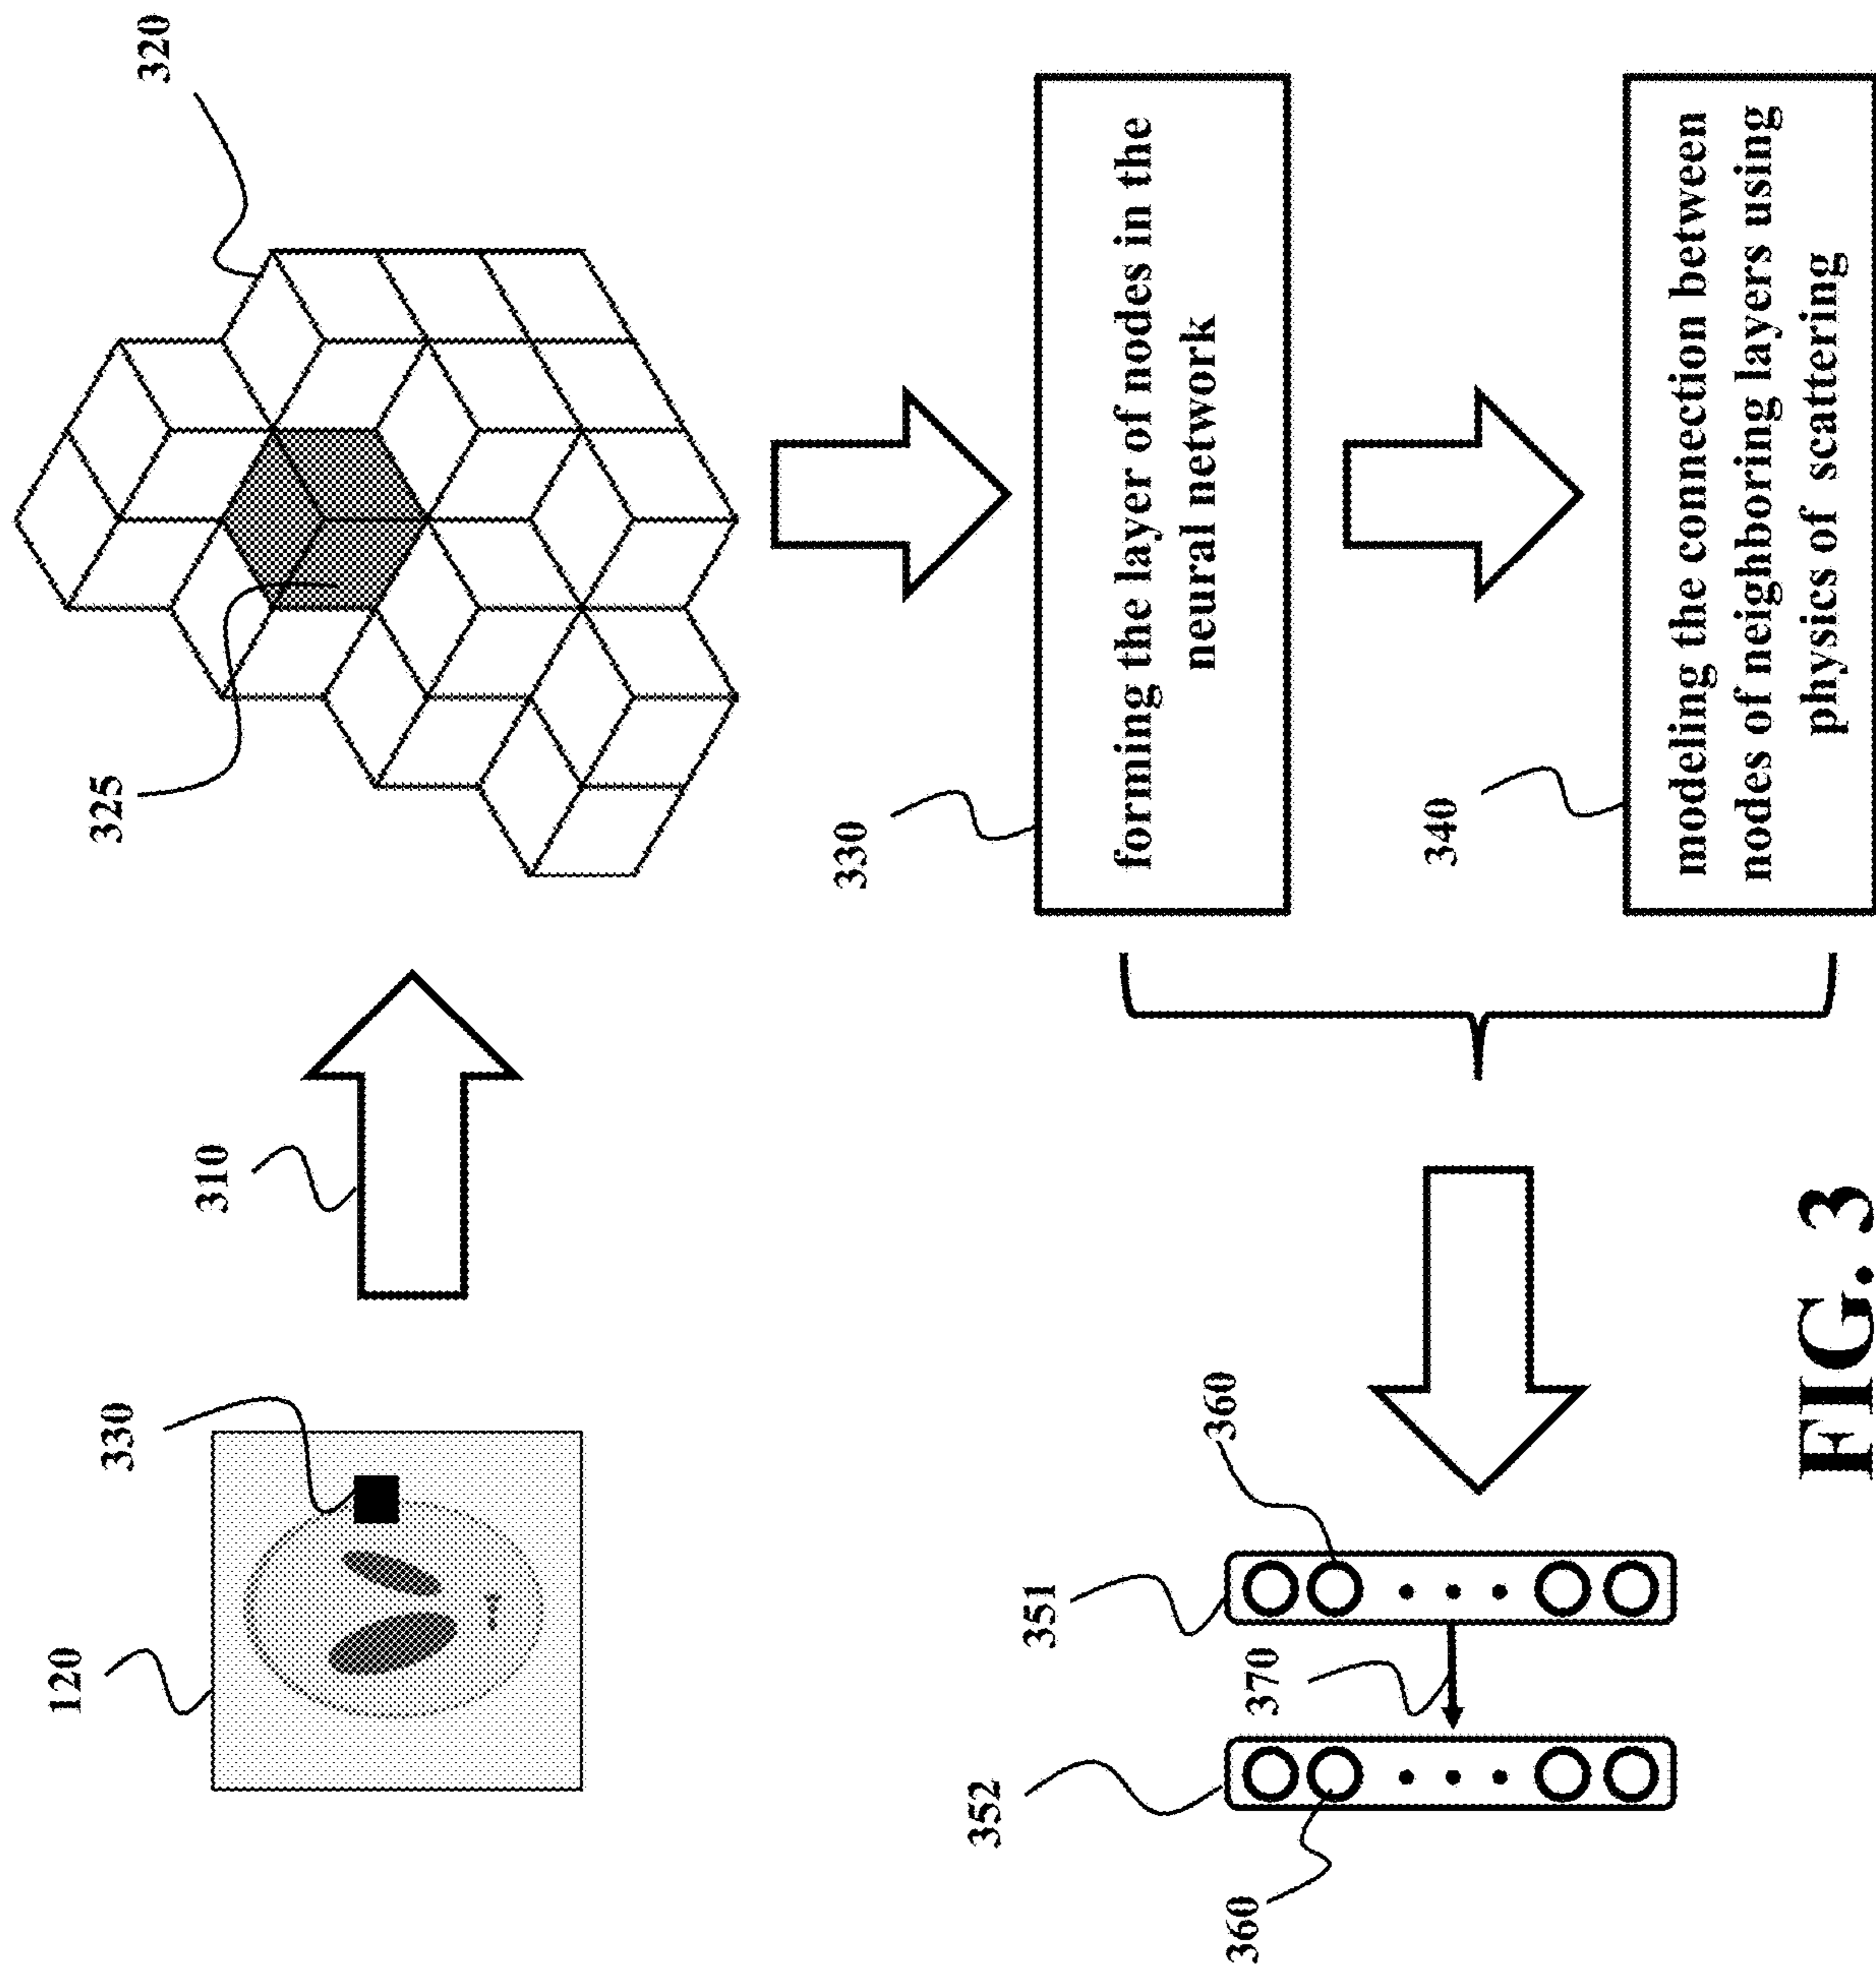 120
330
310
325
320
330
forming the layer of nodes in the
neural network
340
modeling the connection between
nodes of neighboring layers using
physics of scattering
352
351
360
370
360
FIG. 3